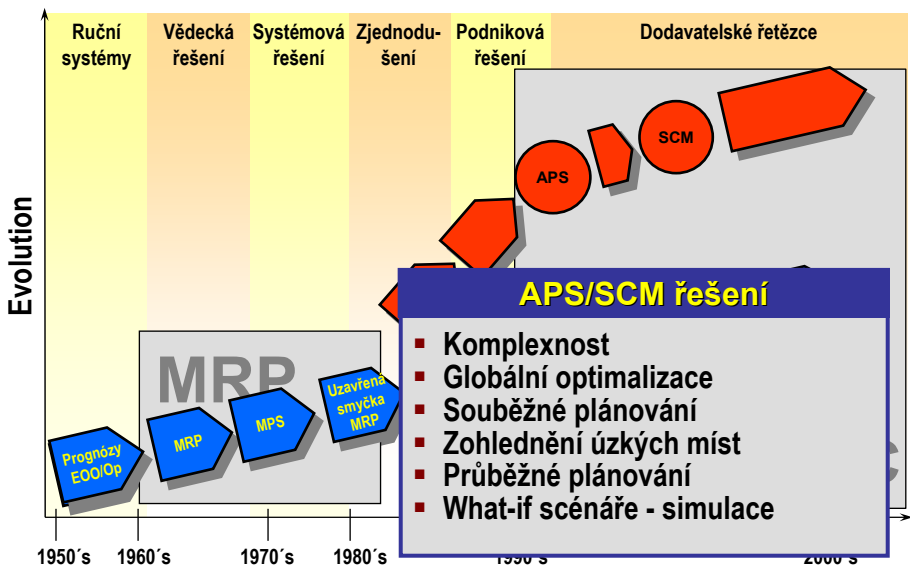 Ruční
systémy
Vědecká
řešení
Systémová
řešení
Zjednodu-
šení
Podniková
řešení
Dodavatelské řetězce
Evolution
APS
SCM
APS/SCM řešení
Komplexnost
Globální optimalizace
Souběžné plánování
Zohlednění úzkých míst
Průběžné plánování
What-if scénáře - simulace
MRP
Prognózy
EOO/Op
MRP
MPS
Uzavřená
smyčka
MRP
1950´s
1960´s
1970´s
1980´s
1990´s
2000´s